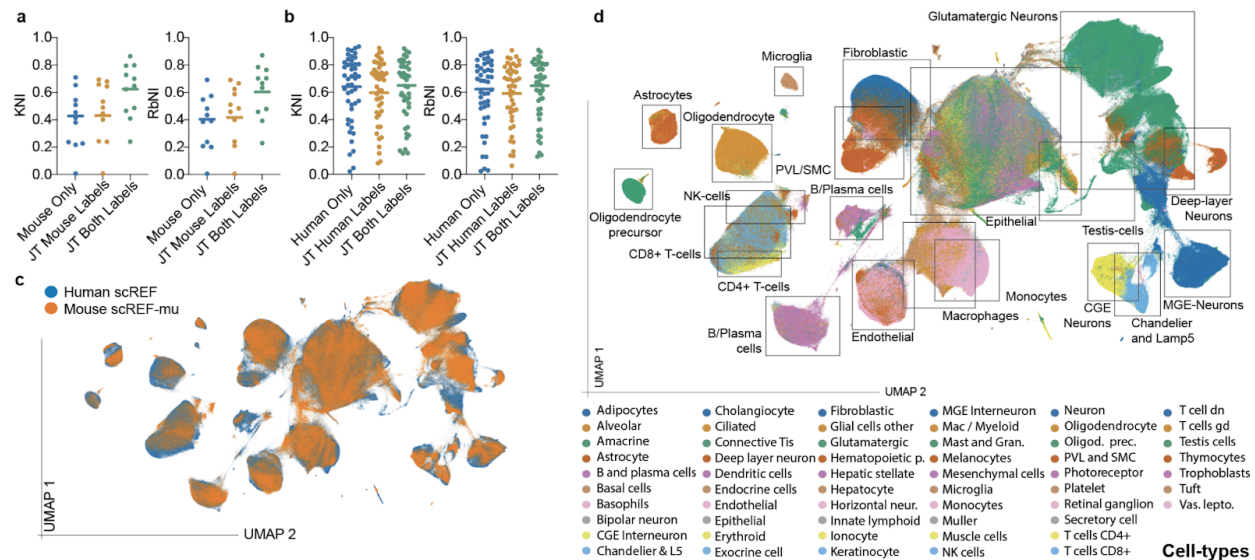 a
KNI
1.0
0.8
0.6
0.4
0.2
0.0
Mouse Only
JT Mouse Labels
JT Both Labels
RbNI
1.0
0.8
0.6
0.4
0.2
0.0
Mouse Only
JT Mouse Labels
JT Both Labels
b
KNI
1.0
0.8
0.6
0.4
0.2
0.0
Human Only
JT Human Labels
JT Both Labels
RbNI
1.0
0.8
0.6
0.4
0.2
0.0
Human Only
JT Human Labels
JT Both Labels
c
Human scREF
Mouse scREF-mu
UMAP 1
UMAP 2
d
Glutamatergic Neurons
Microglia
Fibroblastic
Astrocytes
Oligodendrocyte
PVL/SMC
NK-cells
B/Plasma cells
Oligodendrocyte
precursor
Epithelial
Deep-layer
Neurons
Testis-cells
CD8+ T-cells
CD4+ T-cells
Monocytes
Macrophages
MGE-Neurons
CGE
Neurons
Chandelier
and Lamp5
B/Plasma
cells
Endothelial
UMAP 1
UMAP 2
Adipocytes
Alveolar
Amacrine
Astrocyte
B and plasma cells
Basal cells
Basophils
Bipolar neuron
CGE Interneuron
Chandelier & L5
Cholangiocyte
Ciliated
Connective Tis
Deep layer neuron
Dendritic cells
Endocrine cells
Endothelial
Epithelial
Erythroid
Exocrine cell
Fibroblastic
Glial cells other
Glutamatergic
Hematopoietic p.
Hepatic stellate
Hepatocyte
Horizontal neur.
Innate lymphoid
Ionocyte
Keratinocyte
MGE Interneuron
Mac / Myeloid
Mast and Gran.
Melanocytes
Mesenchymal cells
Microglia
Monocytes
Muller
Muscle cells
NK cells
Neuron
Oligodendrocyte
Oligod. prec.
PVL and SMC
Photoreceptor
Platelet
Retinal ganglion
Secretory cell
T cells CD4+
T cells CD8+
T cell dn
T cells gd
Testis cells
Thymocytes
Trophoblasts
Tuft
Vas. lepto.
Cell-types